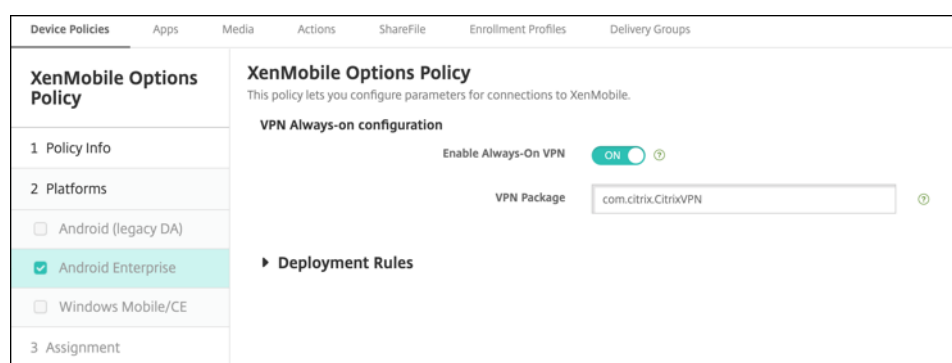 Device Policies Apps Media Actions ShareFile Enrollment Profiles Delivery Groups
XenMobile Options
Policy
1 Policy Info
2 Platforms
Android (legacy DA)
Android Enterprise
Windows Mobile/CE
3 Assignment
XenMobile Options Policy
This policy lets you configure parameters for connections to XenMobile.
VPN Always-on configuration
Enable Always-On VPN ON ?
VPN Package com.citrix.CitrixVPN ?
Deployment Rules